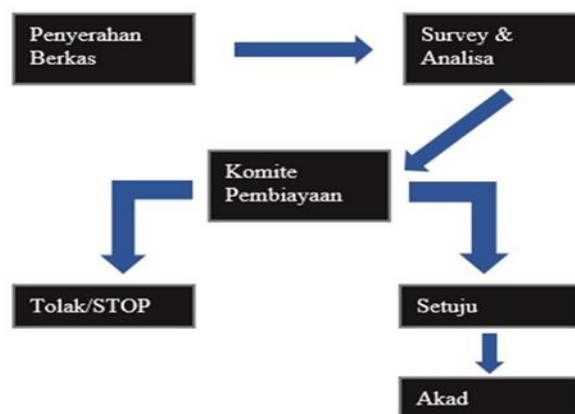 Penyerahan
Berkas
Survey &
Analisa
Komite
Pembiayaan
Tolak/STOP
Setuju
Akad